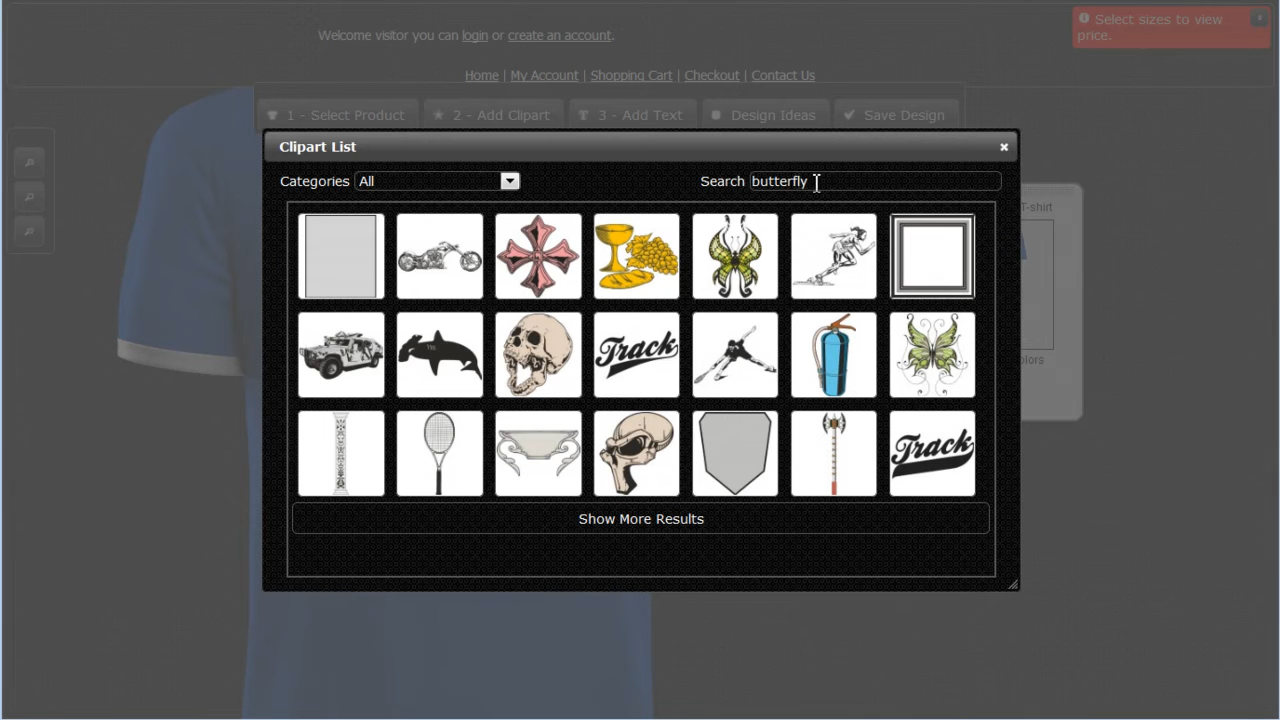 Select sizes to view
price.
Welcome visitor you can login or create an account.
Home | My Account | Shopping Cart | Checkout | Contact Us
1 - Select Product
2 - Add Clipart
3 - Add Text
Design Ideas
Save Design
Clipart List
Categories All
Search butterfly
T-shirt
Track
olors
Track
Show More Results